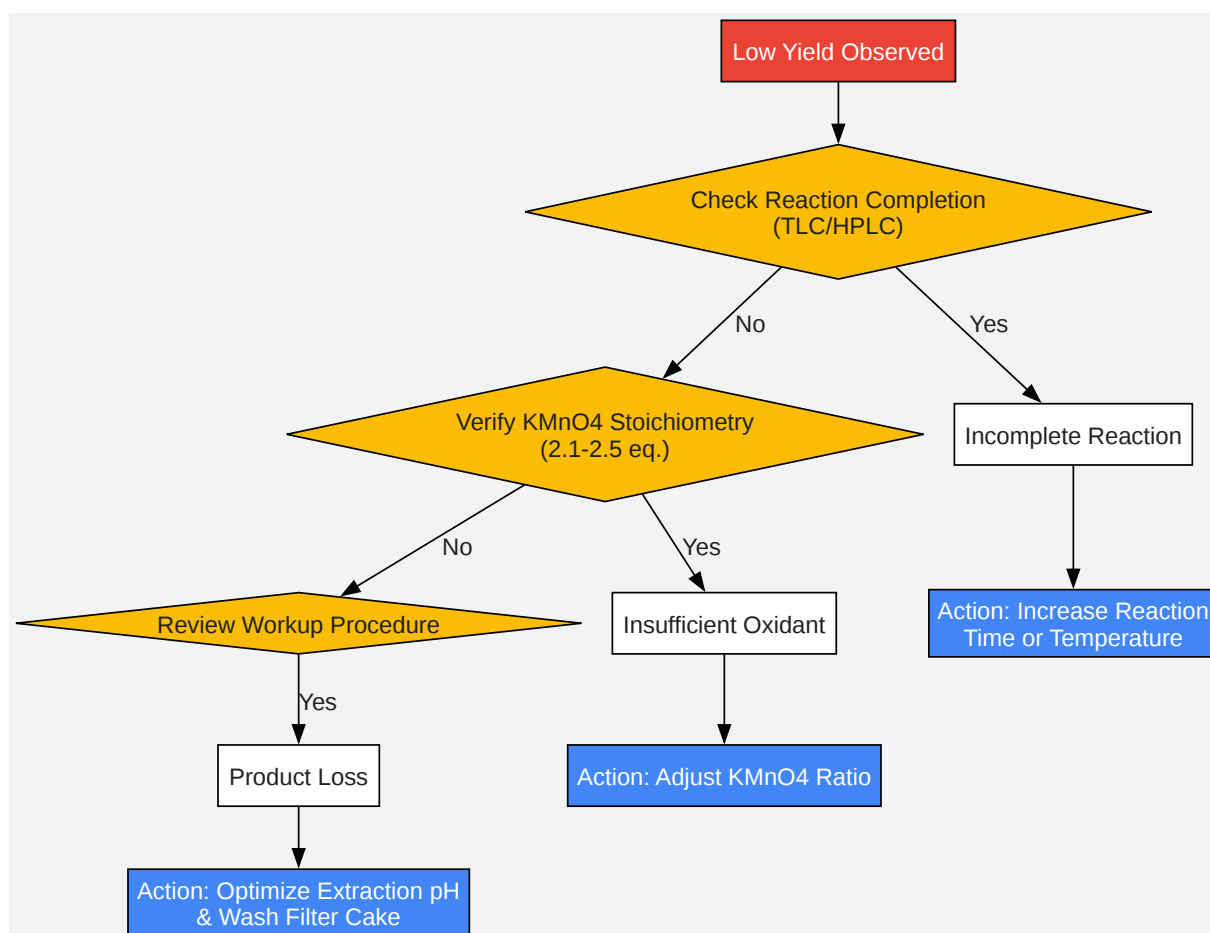 Low Yield Observed
Check Reaction Completion
(TLC/HPLC)
No
Yes
Verify KMnO4 Stoichiometry
(2.1-2.5 eq.)
Incomplete Reaction
No
Yes
Action: Increase Reaction
Time or Temperature
Review Workup Procedure
Insufficient Oxidant
Yes
Product Loss
Action: Adjust KMnO4 Ratio
Action: Optimize Extraction pH
& Wash Filter Cake